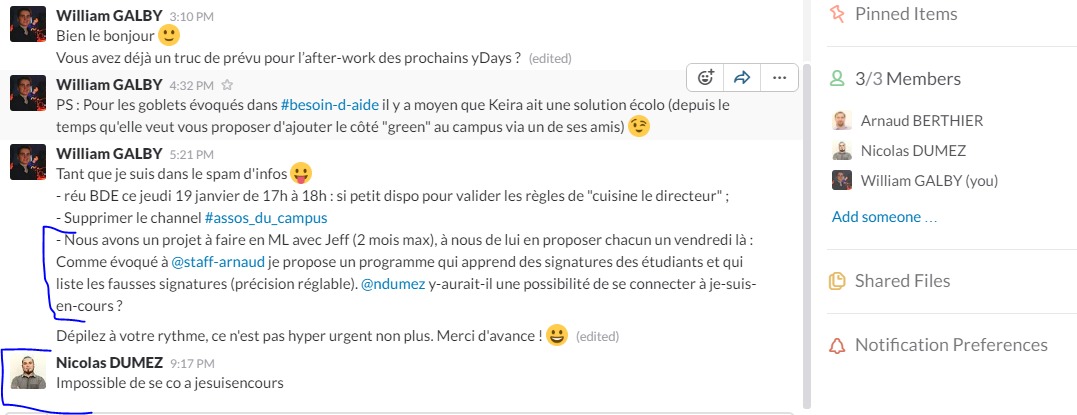 William GALBY 3:10 PM
Bien le bonjour
Vous avez déjà un truc de prévu pour l'after-work des prochains yDays ? (edited)
William GALBY 4:32 PM
PS : Pour les goblets évoqués dans #besoin-d-aide il y a moyen que Keira ait une solution écolo (depuis le
temps qu'elle veut vous proposer d'ajouter le côté "green" au campus via un de ses amis)
William GALBY 5:21 PM
Tant que je suis dans le spam d'infos
- réu BDE ce jeudi 19 janvier de 17h à 18h : si petit dispo pour valider les règles de "cuisine le directeur" ;
- Supprimer le channel #assos_du_campus
- Nous avons un projet à faire en ML avec Jeff (2 mois max), à nous de lui en proposer chacun un vendredi là :
Comme évoqué à @staff-arnaud je propose un programme qui apprend des signatures des étudiants et qui
liste les fausses signatures (précision réglable). @ndumez y-aurait-il une possibilité de se connecter à je-suis-
en-cours ?
Dépilez à votre rythme, ce n'est pas hyper urgent non plus. Merci d'avance ! (edited)
Nicolas DUMEZ 9:17 PM
Impossible de se co a jesuisencours
Pinned Items
3/3 Members
Arnaud BERTHIER
Nicolas DUMEZ
William GALBY (you)
Add someone ...
Shared Files
Notification Preferences